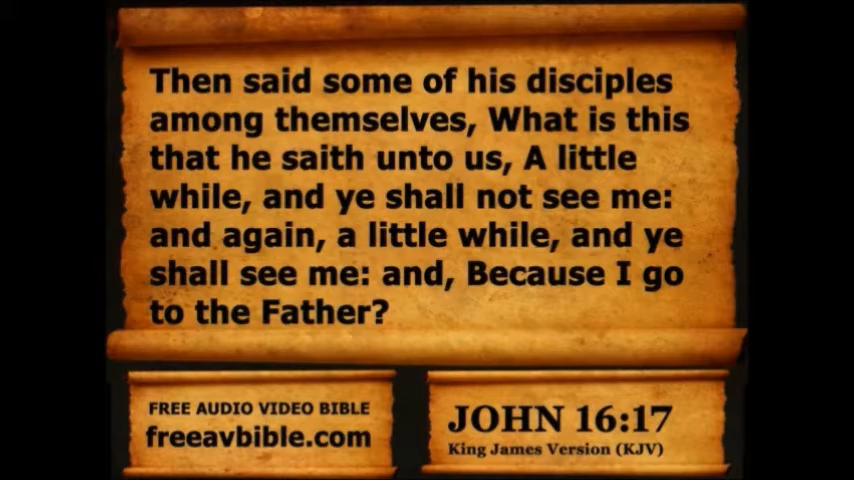 Then said some of his disciples
among themselves, What is this
that he saith unto us, A little
while, and ye shall not see me:
and again, a little while, and ye
shall see me: and, Because I go
to the Father?
FREE AUDIO VIDEO BIBLE
freeavbible.com
JOHN 16:17
King James Version (KJV)